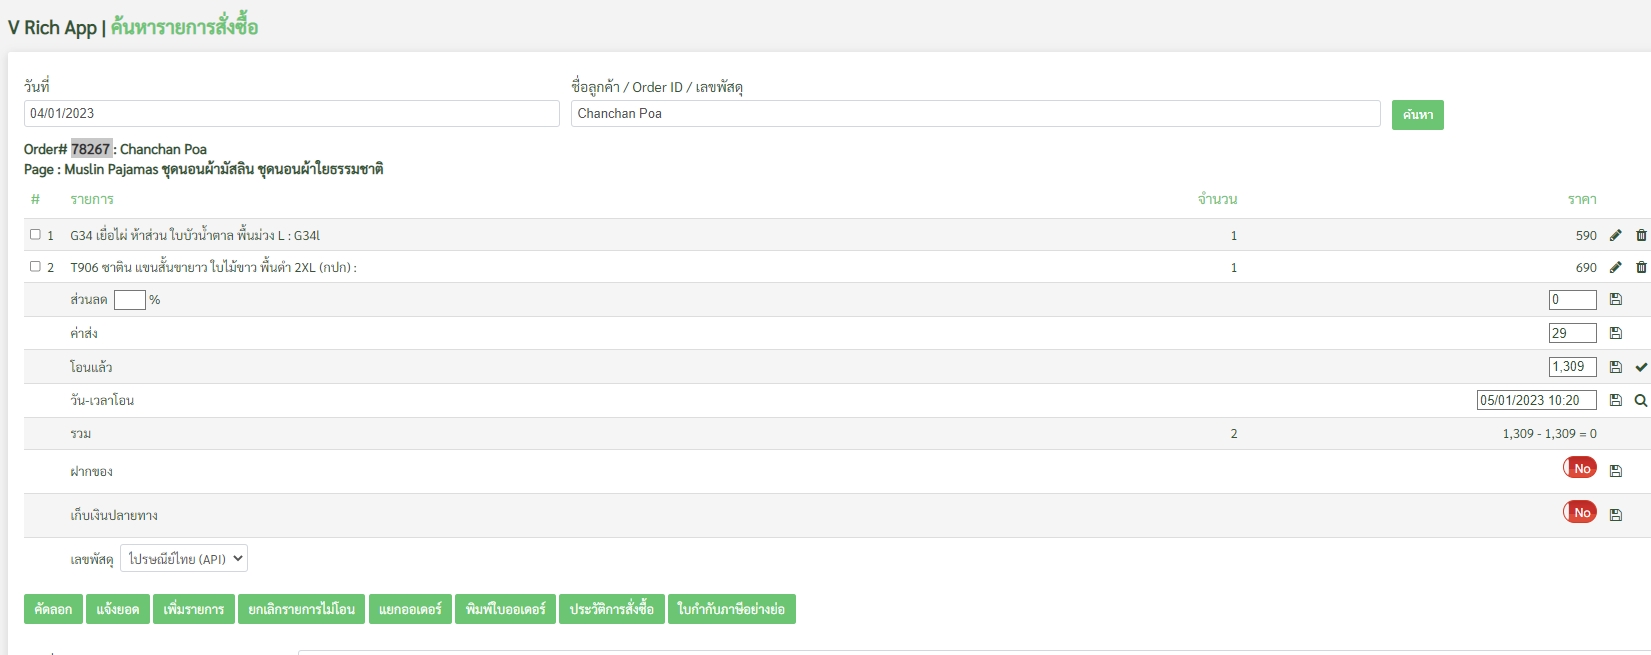 V Rich App | ค้นหารายการสั่งซื้อ
วันที่
ชื่อลูกค้า / Order ID / เลขพัสดุ
04/01/2023
Chanchan Poa
ค้นหา
Order# 78267 : Chanchan Poa
Page : Muslin Pajamas ชุดนอนผ้ามัสลิน ชุดนอนผ้าใยธรรมชาติ
# รายการ จำนวน ราคา
1 G34 เยื่อไผ่ ห้าส่วน ใบบัวน้ำตาล พื้นม่วง L : G34l 1 590
2 T906 ซาติน แขนสั้นขายาว ใบไม้ขาว พื้นดำ 2XL (กปก) : 1 690
ส่วนลด % 0
ค่าส่ง 29
โอนแล้ว 1,309
วัน-เวลาโอน 05/01/2023 10:20
รวม 2 1,309 - 1,309 = 0
ฝากของ No
เก็บเงินปลายทาง No
เลขพัสดุ ไปรษณีย์ไทย (API)
คัดลอก แจ้งยอด เพิ่มรายการ ยกเลิกรายการไม่โอน แยกออเดอร์ พิมพ์ใบออเดอร์ ประวัติการสั่งซื้อ ใบกำกับภาษีอย่างย่อ